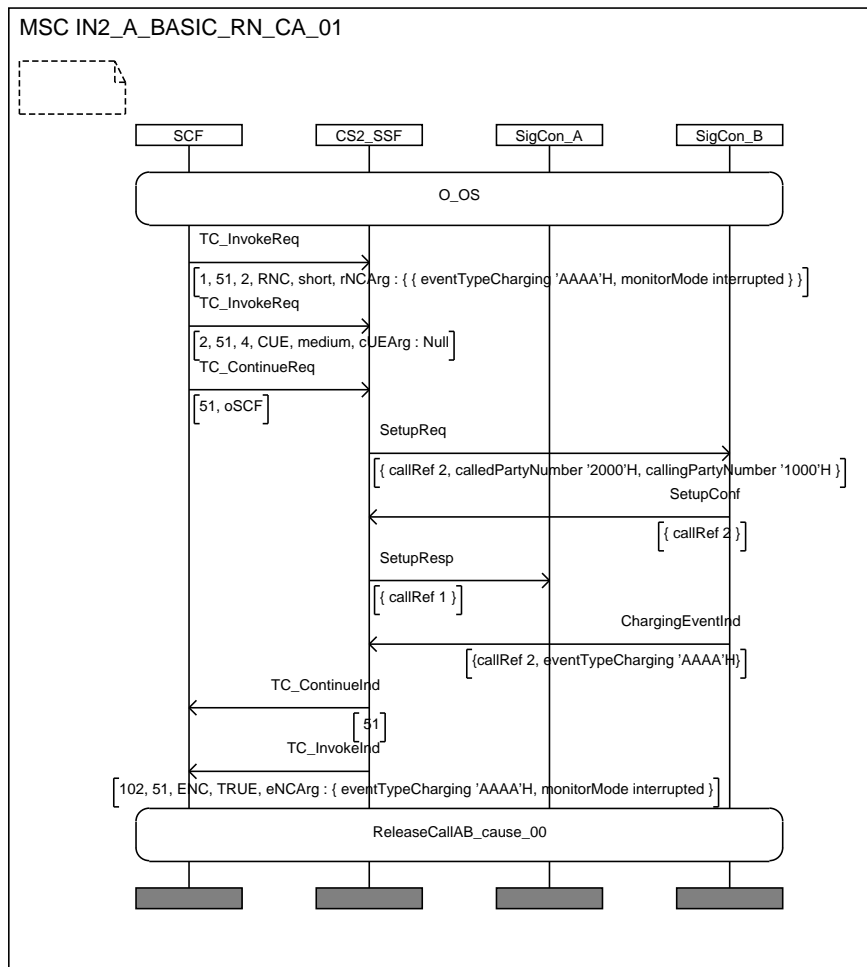 MSC IN2_A_BASIC_RN_CA_01
SCF CS2_SSF SigCon_A SigCon_B
O_OS
TC_InvokeReq
1, 51, 2, RNC, short, rNCArg : { { eventTypeCharging 'AAAA'H, monitorMode interrupted } }
TC_InvokeReq
2, 51, 4, CUE, medium, cUEArg : Null
TC_ContinueReq
51, oSCF
SetupReq
{ callRef 2, calledPartyNumber '2000'H, callingPartyNumber '1000'H }
SetupConf
{ callRef 2 }
SetupResp
{ callRef 1 }
ChargingEventInd
{callRef 2, eventTypeCharging 'AAAA'H}
TC_ContinueInd
51
TC_InvokeInd
102, 51, ENC, TRUE, eNCArg : { eventTypeCharging 'AAAA'H, monitorMode interrupted }
ReleaseCallAB_cause_00